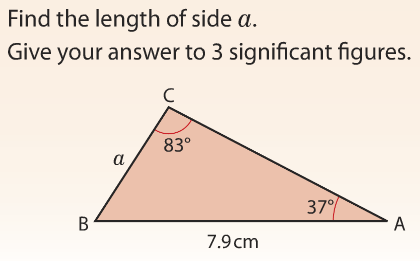 Find the length of side a.
Give your answer to 3 significant figures.
C
83°
a
37°
B
A
7.9 cm